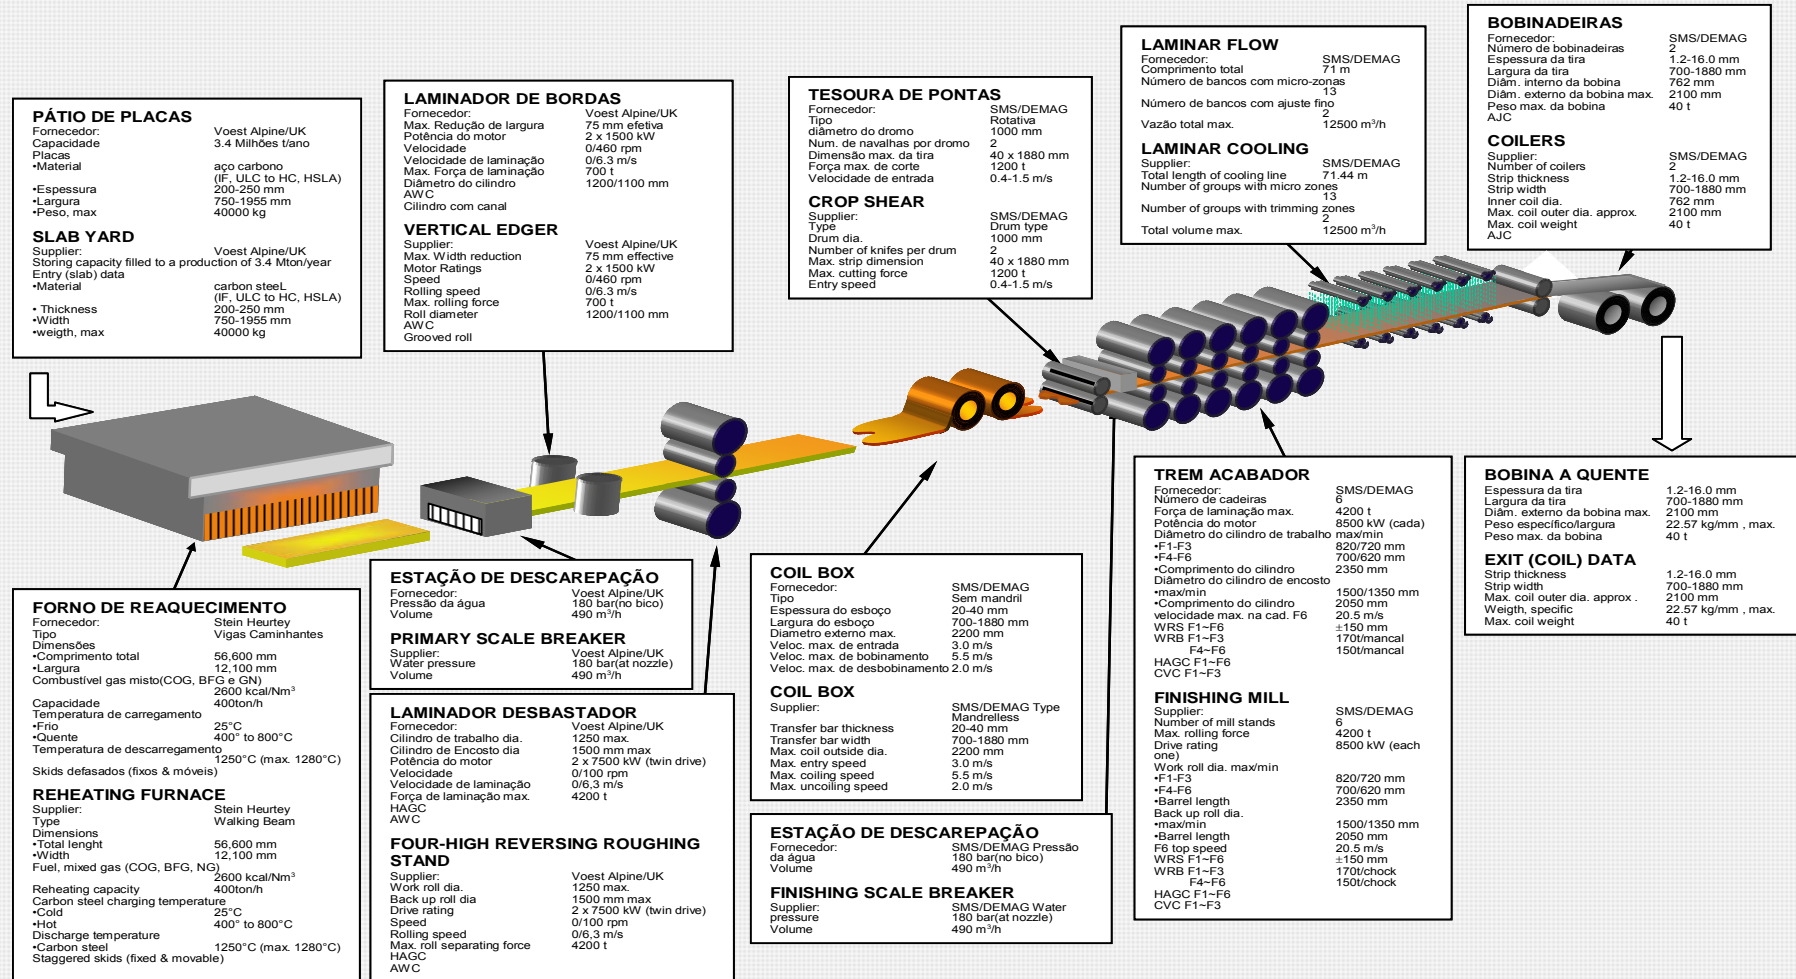 PÁTIO DE PLACAS
Fornecedor: Voest Alpine/UK
Capacidade 3.4 Milhões t/ano
Placas
•Material aço carbono
(IF, ULC to HC, HSLA)
•Espessura 200-250 mm
•Largura 750-1955 mm
•Peso, max 40000 kg
SLAB YARD
Supplier: Voest Alpine/UK
Storing capacity filled to a production of 3.4 Mton/year
Entry (slab) data
•Material carbon steeL
(IF, ULC to HC, HSLA)
• Thickness 200-250 mm
•Width 750-1955 mm
•weigth, max 40000 kg
LAMINADOR DE BORDAS
Fornecedor: Voest Alpine/UK
Max. Redução de largura 75 mm efetiva
Potência do motor 2 x 1500 kW
Velocidade 0/460 rpm
Velocidade de laminação 0/6.3 m/s
Max. Força de laminação 700 t
Diâmetro do cilindro 1200/1100 mm
AWC
Cilindro com canal
VERTICAL EDGER
Supplier: Voest Alpine/UK
Max. Width reduction 75 mm effective
Motor Ratings 2 x 1500 kW
Speed 0/460 rpm
Rolling speed 0/6.3 m/s
Max. rolling force 700 t
Roll diameter 1200/1100 mm
AWC
Grooved roll
TESOURA DE PONTAS
Fornecedor: SMS/DEMAG
Tipo Rotativa
diâmetro do dromo 1000 mm
Num. de navalhas por dromo 2
Dimensão max. da tira 40 x 1880 mm
Força max. de corte 1200 t
Velocidade de entrada 0.4-1.5 m/s
CROP SHEAR
Supplier: SMS/DEMAG
Type Drum type
Drum dia. 1000 mm
Number of knifes per drum 2
Max. strip dimension 40 x 1880 mm
Max. cutting force 1200 t
Entry speed 0.4-1.5 m/s
LAMINAR FLOW
Fornecedor: SMS/DEMAG
Comprimento total 71 m
Número de bancos com micro-zonas
13
Número de bancos com ajuste fino
2
Vazão total max. 12500 m³/h
LAMINAR COOLING
Supplier: SMS/DEMAG
Total length of cooling line 71.44 m
Number of groups with micro zones
13
Number of groups with trimming zones
2
Total volume max. 12500 m³/h
BOBINADEIRAS
Fornecedor: SMS/DEMAG
Número de bobinadeiras 2
Espessura da tira 1.2-16.0 mm
Largura da tira 700-1880 mm
Diâm. interno da bobina 762 mm
Diâm. externo da bobina max. 2100 mm
Peso max. da bobina 40 t
AJC
COILERS
Supplier: SMS/DEMAG
Number of coilers 2
Strip thickness 1.2-16.0 mm
Strip width 700-1880 mm
Inner coil dia. 762 mm
Max. coil outer dia. approx. 2100 mm
Max. coil weight 40 t
AJC
FORNO DE REAQUECIMENTO
Fornecedor: Stein Heurtey
Tipo Vigas Caminhantes
Dimensões
•Comprimento total 56,600 mm
•Largura 12,100 mm
Combustível gas misto(COG, BFG e GN)
2600 kcal/Nm³
Capacidade 400ton/h
Temperatura de carregamento
•Frio 25°C
•Quente 400° to 800°C
Temperatura de descarregamento
1250°C (max. 1280°C)
Skids defasados (fixos & móveis)
REHEATING FURNACE
Supplier: Stein Heurtey
Type Walking Beam
Dimensions
•Total lenght 56,600 mm
•Width 12,100 mm
Fuel, mixed gas (COG, BFG, NG)
2600 kcal/Nm³
Reheating capacity 400ton/h
Carbon steel charging temperature
•Cold 25°C
•Hot 400° to 800°C
Discharge temperature
•Carbon steel 1250°C (max. 1280°C)
Staggered skids (fixed & movable)
ESTAÇÃO DE DESCAREPAÇÃO
Fornecedor: Voest Alpine/UK
Pressão da água 180 bar(no bico)
Volume 490 m³/h
PRIMARY SCALE BREAKER
Supplier: Voest Alpine/UK
Water pressure 180 bar(at nozzle)
Volume 490 m³/h
LAMINADOR DESBASTADOR
Fornecedor: Voest Alpine/UK
Cilindro de trabalho dia. 1250 max.
Cilindro de Encosto dia 1500 mm max
Potência do motor 2 x 7500 kW (twin drive)
Velocidade 0/100 rpm
Velocidade de laminação 0/6,3 m/s
Força de laminação max. 4200 t
HAGC
AWC
FOUR-HIGH REVERSING ROUGHING
STAND
Supplier: Voest Alpine/UK
Work roll dia. 1250 max.
Back up roll dia 1500 mm max
Drive rating 2 x 7500 kW (twin drive)
Speed 0/100 rpm
Rolling speed 0/6,3 m/s
Max. roll separating force 4200 t
HAGC
AWC
COIL BOX
Fornecedor: SMS/DEMAG
Tipo Sem mandril
Espessura do esboço 20-40 mm
Largura do esboço 700-1880 mm
Diametro externo max. 2200 mm
Veloc. max. de entrada 3.0 m/s
Veloc. max. de bobinamento 5.5 m/s
Veloc. max. de desbobinamento 2.0 m/s
COIL BOX
Supplier: SMS/DEMAG Type
Mandrelless
Transfer bar thickness 20-40 mm
Transfer bar width 700-1880 mm
Max. coil outside dia. 2200 mm
Max. entry speed 3.0 m/s
Max. coiling speed 5.5 m/s
Max. uncoiling speed 2.0 m/s
ESTAÇÃO DE DESCAREPAÇÃO
Fornecedor: SMS/DEMAG Pressão
da água 180 bar(no bico)
Volume 490 m³/h
FINISHING SCALE BREAKER
Supplier: SMS/DEMAG Water
pressure 180 bar(at nozzle)
Volume 490 m³/h
TREM ACABADOR
Fornecedor: SMS/DEMAG
Número de cadeiras 6
Força de laminação max. 4200 t
Potência do motor 8500 kW (cada)
Diâmetro do cilindro de trabalho max/min
•F1-F3 820/720 mm
•F4-F6 700/620 mm
•Comprimento do cilindro 2350 mm
Diâmetro do cilindro de encosto
•max/min 1500/1350 mm
•Comprimento do cilindro 2050 mm
velocidade max. na cad. F6 20.5 m/s
WRS F1~F6 ±150 mm
WRB F1~F3 170t/mancal
F4~F6 150t/mancal
HAGC F1~F6
CVC F1~F3
FINISHING MILL
Supplier: SMS/DEMAG
Number of mill stands 6
Max. rolling force 4200 t
Drive rating 8500 kW (each
one)
Work roll dia. max/min
•F1-F3 820/720 mm
•F4-F6 700/620 mm
•Barrel length 2350 mm
Back up roll dia.
•max/min 1500/1350 mm
•Barrel length 2050 mm
F6 top speed 20.5 m/s
WRS F1~F6 ±150 mm
WRB F1~F3 170t/chock
F4~F6 150t/chock
HAGC F1~F6
CVC F1~F3
BOBINA A QUENTE
Espessura da tira 1.2-16.0 mm
Largura da tira 700-1880 mm
Diâm. externo da bobina max. 2100 mm
Peso específico/largura 22.57 kg/mm , max.
Peso max. da bobina 40 t
EXIT (COIL) DATA
Strip thickness 1.2-16.0 mm
Strip width 700-1880 mm
Max. coil outer dia. approx . 2100 mm
Weigth, specific 22.57 kg/mm , max.
Max. coil weight 40 t